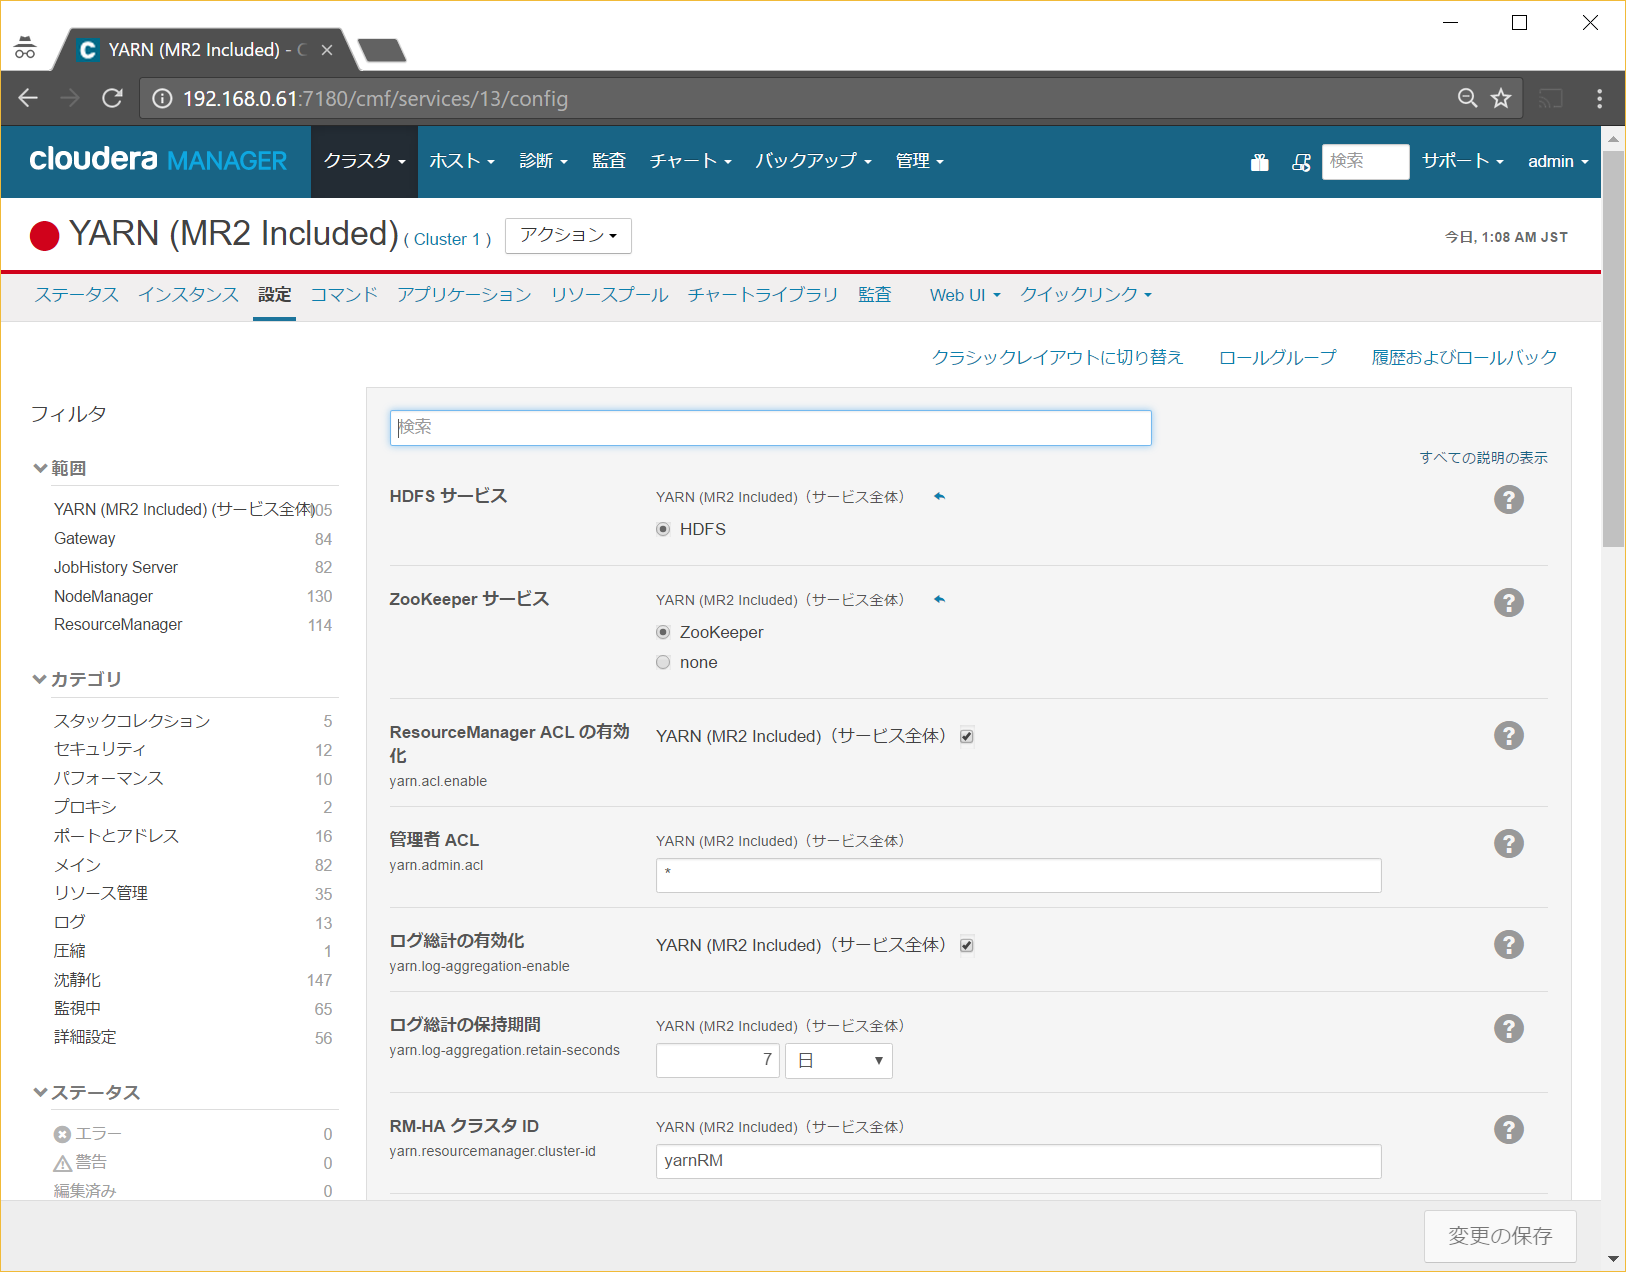 YARN (MR2 Included) - C
192.168.0.61:7180/cmf/services/13/config
cloudera MANAGER クラスタ ホスト 診断 監査 チャート バックアップ 管理 検索 サポート admin
YARN (MR2 Included) ( Cluster 1 ) アクション 今日, 1:08 AM JST
ステータス インスタンス 設定 コマンド アプリケーション リソースプール チャートライブラリ 監査 Web UI クイックリンク
クラシックレイアウトに切り替え ロールグループ 履歴およびロールバック
フィルタ
範囲
YARN (MR2 Included) (サービス全体) 105
Gateway 84
JobHistory Server 82
NodeManager 130
ResourceManager 114
カテゴリ
スタックコレクション 5
セキュリティ 12
パフォーマンス 10
プロキシ 2
ポートとアドレス 16
メイン 82
リソース管理 35
ログ 13
圧縮 1
沈静化 147
監視中 65
詳細設定 56
ステータス
エラー 0
警告 0
編集済み 0
検索
すべての説明の表示
HDFS サービス YARN (MR2 Included)（サービス全体）
HDFS
ZooKeeper サービス YARN (MR2 Included)（サービス全体）
ZooKeeper
none
ResourceManager ACL の有効 YARN (MR2 Included)（サービス全体）
化
yarn.acl.enable
管理者 ACL YARN (MR2 Included)（サービス全体）
yarn.admin.acl *
ログ総計の有効化 YARN (MR2 Included)（サービス全体）
yarn.log-aggregation-enable
ログ総計の保持期間 YARN (MR2 Included)（サービス全体）
yarn.log-aggregation.retain-seconds 7 日
RM-HA クラスタ ID YARN (MR2 Included)（サービス全体）
yarn.resourcemanager.cluster-id yarnRM
変更の保存